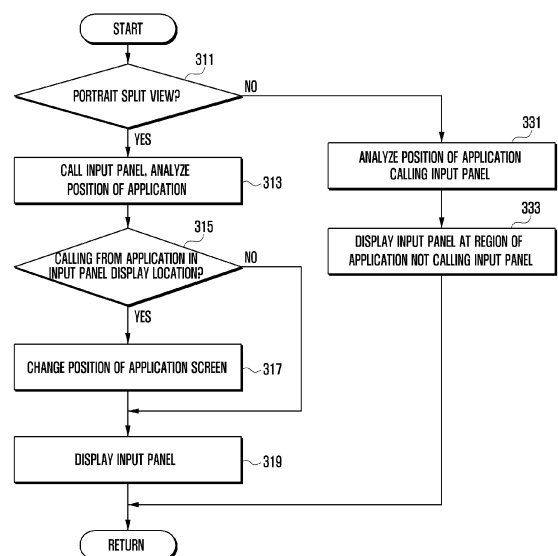 START
311
PORTRAIT SPLIT VIEW?
NO
YES
CALL INPUT PANEL, ANALYZE
POSITION OF APPLICATION
313
315
CALLING FROM APPLICATION IN
INPUT PANEL DISPLAY LOCATION?
NO
YES
CHANGE POSITION OF APPLICATION SCREEN
317
DISPLAY INPUT PANEL
319
RETURN
331
ANALYZE POSITION OF APPLICATION
CALLING INPUT PANEL
333
DISPLAY INPUT PANEL AT REGION OF
APPLICATION NOT CALLING INPUT PANEL